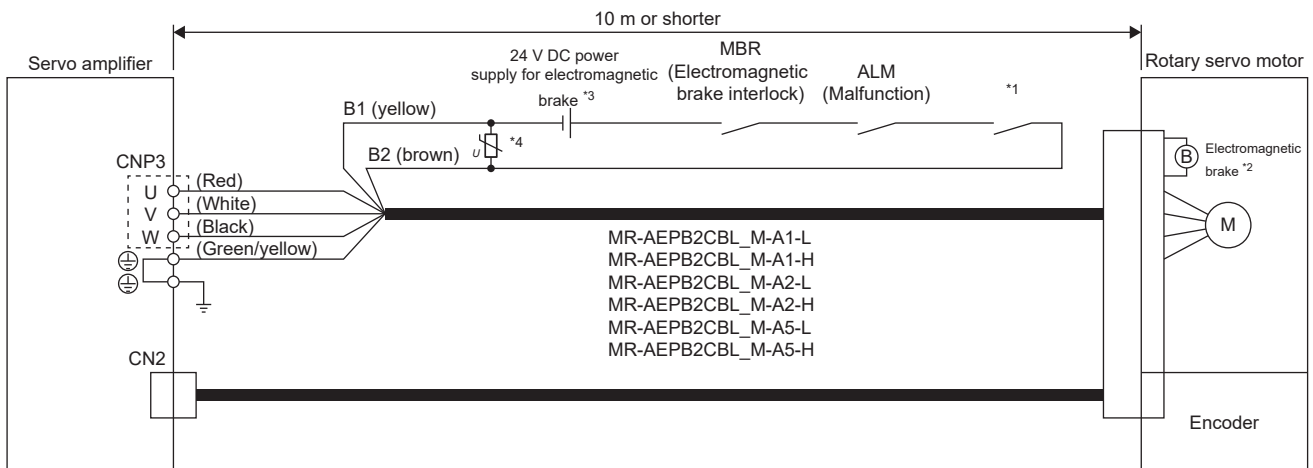 10 m or shorter
Servo amplifier
24 V DC power
supply for electromagnetic
brake *3
MBR
(Electromagnetic
brake interlock)
ALM
(Malfunction)
*1
Rotary servo motor
B1 (yellow)
*4
U
B2 (brown)
B
Electromagnetic
brake *2
CNP3
U
(Red)
V
(White)
W
(Black)
(Green/yellow)
M
MR-AEPB2CBL_M-A1-L
MR-AEPB2CBL_M-A1-H
MR-AEPB2CBL_M-A2-L
MR-AEPB2CBL_M-A2-H
MR-AEPB2CBL_M-A5-L
MR-AEPB2CBL_M-A5-H
CN2
Encoder